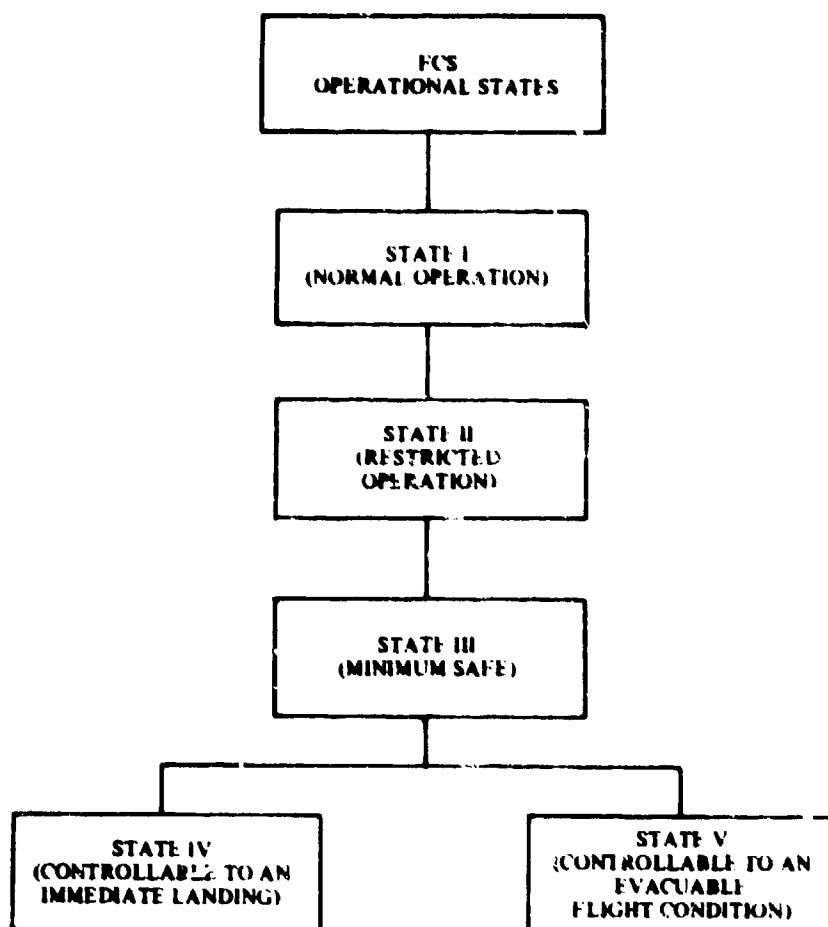 FCS
OPERATIONAL STATES
STATE I
(NORMAL OPERATION)
STATE II
(RESTRICTED
OPERATION)
STATE III
(MINIMUM SAFE)
STATE IV
(CONTROLLABLE TO AN
IMMEDIATE LANDING)
STATE V
(CONTROLLABLE TO AN
EVACUABLE
FLIGHT CONDITION)